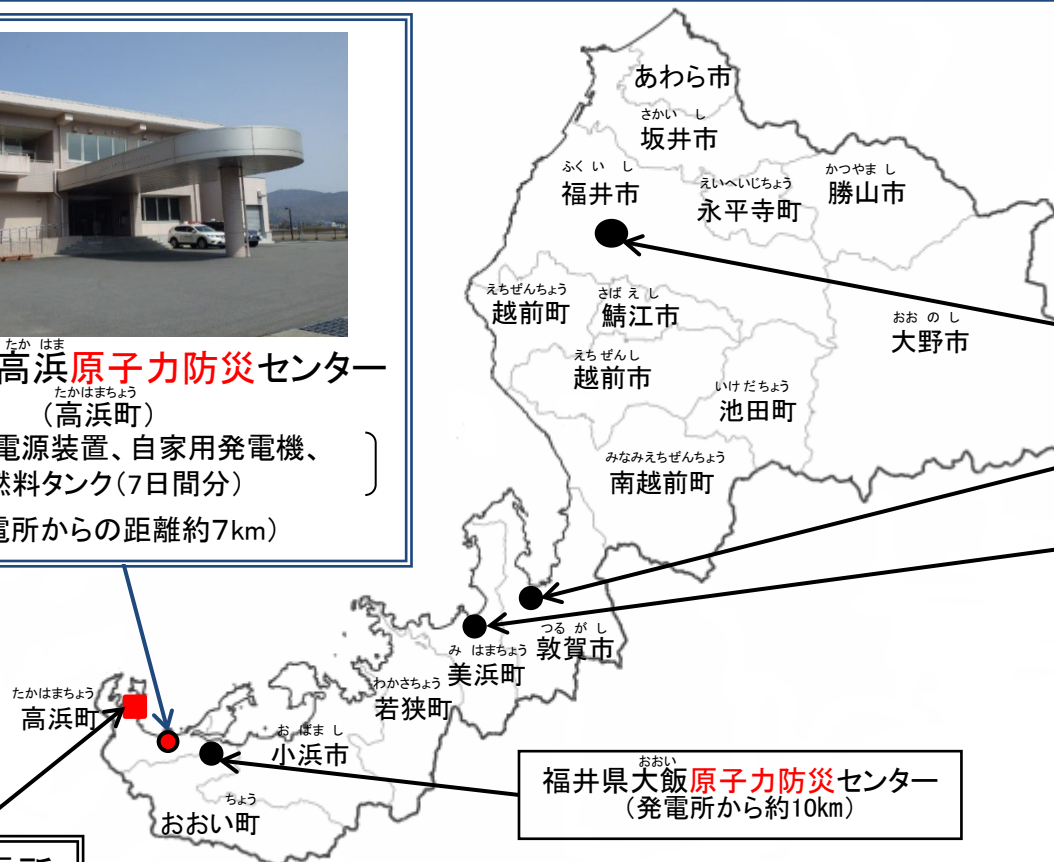 高浜原子力防災センター
たか はま
(高浜町)
たかはまちょう
電源装置、自家用発電機、
燃料タンク(7日間分)
電所からの距離約7km)
あわら市
さかい し
坂井市
ふく い し
福井市
えいへいじちょう
永平寺町
かつやま し
勝山市
えちぜんちょう
越前町
さば え し
鯖江市
おお の し
大野市
えち ぜんし
越前市
いけ だちょう
池田町
みなみえちぜんちょう
南越前町
つる が し
敦賀市
み はまちょう
美浜町
わかさちょう
若狭町
たかはまちょう
高浜町
お ばま し
小浜市
ちょう
おおい町
おおい
福井県大飯原子力防災センター
(発電所から約10km)
所